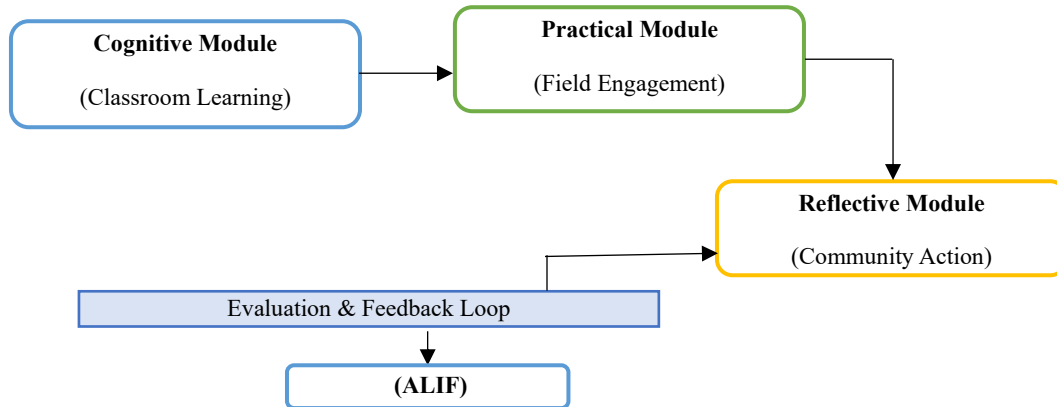 Cognitive Module
(Classroom Learning)
Practical Module
(Field Engagement)
Reflective Module
(Community Action)
Evaluation & Feedback Loop
(ALIF)